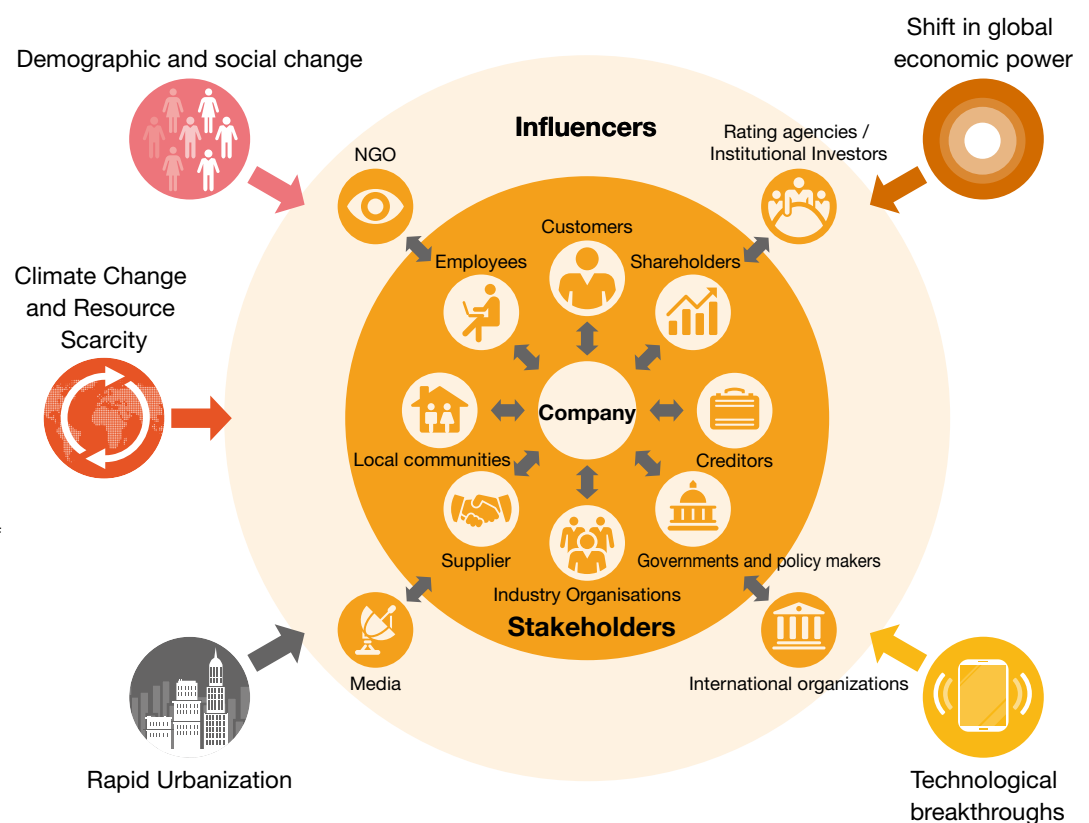 Shift in global
economic power
Demographic and social change
Influencers
Rating agencies /
Institutional Investors
NGO
Customers
Employees
Shareholders
Climate Change
and Resource
Scarcity
Company
Local communities
Creditors
Supplier
Governments and policy makers
Industry Organisations
Stakeholders
Media
International organizations
Rapid Urbanization
Technological
breakthroughs